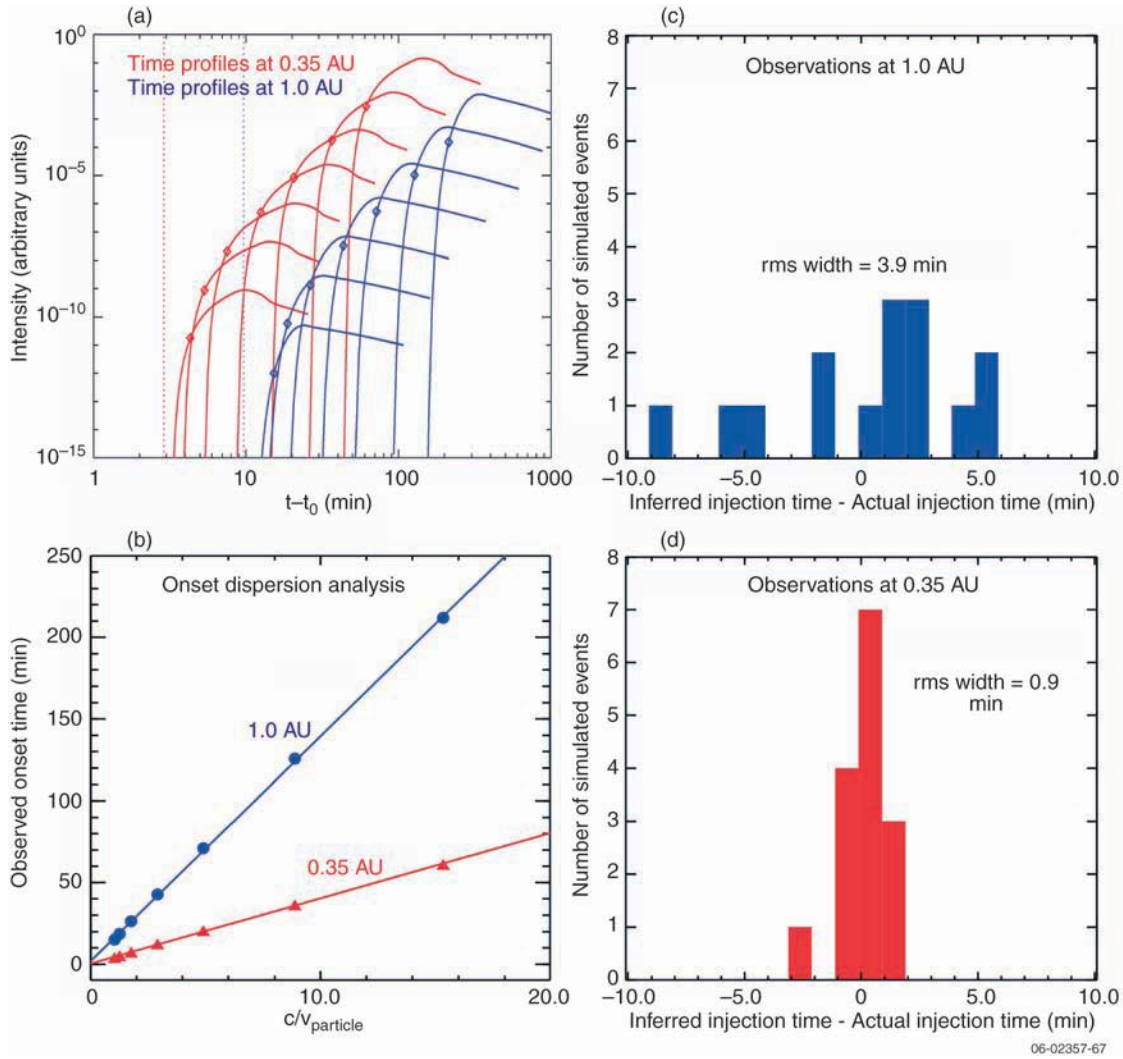 (a)
10^0
10^-5
10^-10
10^-15
Intensity (arbitrary units)
Time profiles at 0.35 AU
Time profiles at 1.0 AU
1
10
100
1000
t–t_0 (min)
(c)
8
7
6
5
4
3
2
1
0
Number of simulated events
Observations at 1.0 AU
rms width = 3.9 min
–10.0
–5.0
0
5.0
10.0
Inferred injection time - Actual injection time (min)
(b)
250
200
150
100
50
0
Observed onset time (min)
Onset dispersion analysis
1.0 AU
0.35 AU
0
10.0
20.0
c/v_particle
(d)
8
7
6
5
4
3
2
1
0
Number of simulated events
Observations at 0.35 AU
rms width = 0.9
min
–10.0
–5.0
0
5.0
10.0
Inferred injection time - Actual injection time (min)
06-02357-67